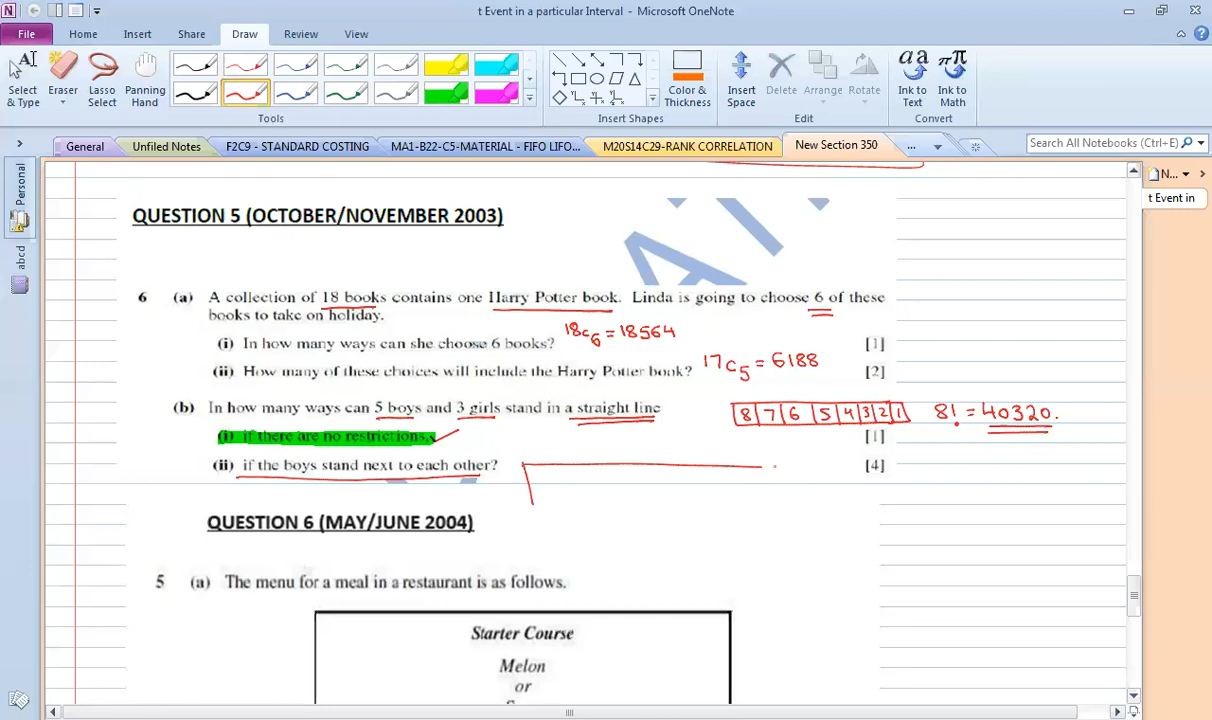 t Event in a particular Interval - Microsoft OneNote
File Home Insert Share Draw Review View
Select & Type
Eraser
Lasso Select
Panning Hand
Color & Thickness
Insert Space
Delete
Arrange
Rotate
Ink to Text
Ink to Math
Tools
Insert Shapes
Edit
Convert
General Unfiled Notes F2C9 - STANDARD COSTING MA1-B22-C5-MATERIAL - FIFO LIFO... M20S14C29-RANK CORRELATION New Section 350 ... Search All Notebooks (Ctrl+E)
Personal
abcd
N...
t Event in
QUESTION 5 (OCTOBER/NOVEMBER 2003)
6 (a) A collection of 18 books contains one Harry Potter book. Linda is going to choose 6 of these
books to take on holiday.
(i) In how many ways can she choose 6 books? 18c6 = 18564 [1]
(ii) How many of these choices will include the Harry Potter book? 17c5 = 6188 [2]
(b) In how many ways can 5 boys and 3 girls stand in a straight line 8 7 6 5 4 3 2 1 8! = 40320.
(i) if there are no restrictions, [1]
(ii) if the boys stand next to each other? [4]
QUESTION 6 (MAY/JUNE 2004)
5 (a) The menu for a meal in a restaurant is as follows.
Starter Course
Melon
or